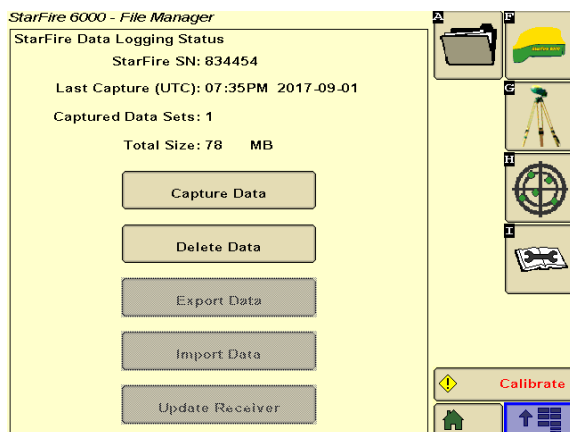 StarFire 6000 - File Manager
StarFire Data Logging Status
StarFire SN: 834454
Last Capture (UTC): 07:35PM 2017-09-01
Captured Data Sets: 1
Total Size: 78 MB
Capture Data
Delete Data
Export Data
Import Data
Update Receiver
A
F
G
H
I
Calibrate